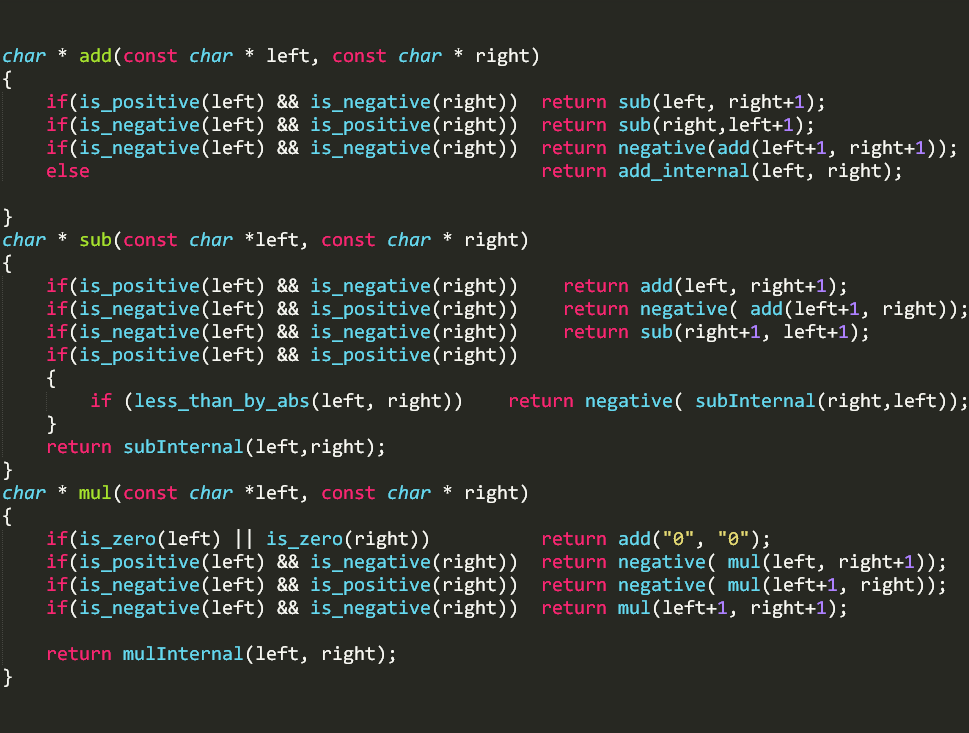 char * add(const char * left, const char * right)
{
    if(is_positive(left) && is_negative(right))  return sub(left, right+1);
    if(is_negative(left) && is_positive(right))  return sub(right,left+1);
    if(is_negative(left) && is_negative(right))  return negative(add(left+1, right+1));
    else                                         return add_internal(left, right);

}
char * sub(const char *left, const char * right)
{
    if(is_positive(left) && is_negative(right))    return add(left, right+1);
    if(is_negative(left) && is_positive(right))    return negative( add(left+1, right));
    if(is_negative(left) && is_negative(right))    return sub(right+1, left+1);
    if(is_positive(left) && is_positive(right))
    {
        if (less_than_by_abs(left, right))    return negative( subInternal(right,left));
    }
    return subInternal(left,right);
}
char * mul(const char *left, const char * right)
{
    if(is_zero(left) || is_zero(right))          return add("0", "0");
    if(is_positive(left) && is_negative(right))  return negative( mul(left, right+1));
    if(is_negative(left) && is_positive(right))  return negative( mul(left+1, right));
    if(is_negative(left) && is_negative(right))  return mul(left+1, right+1);

    return mulInternal(left, right);
}